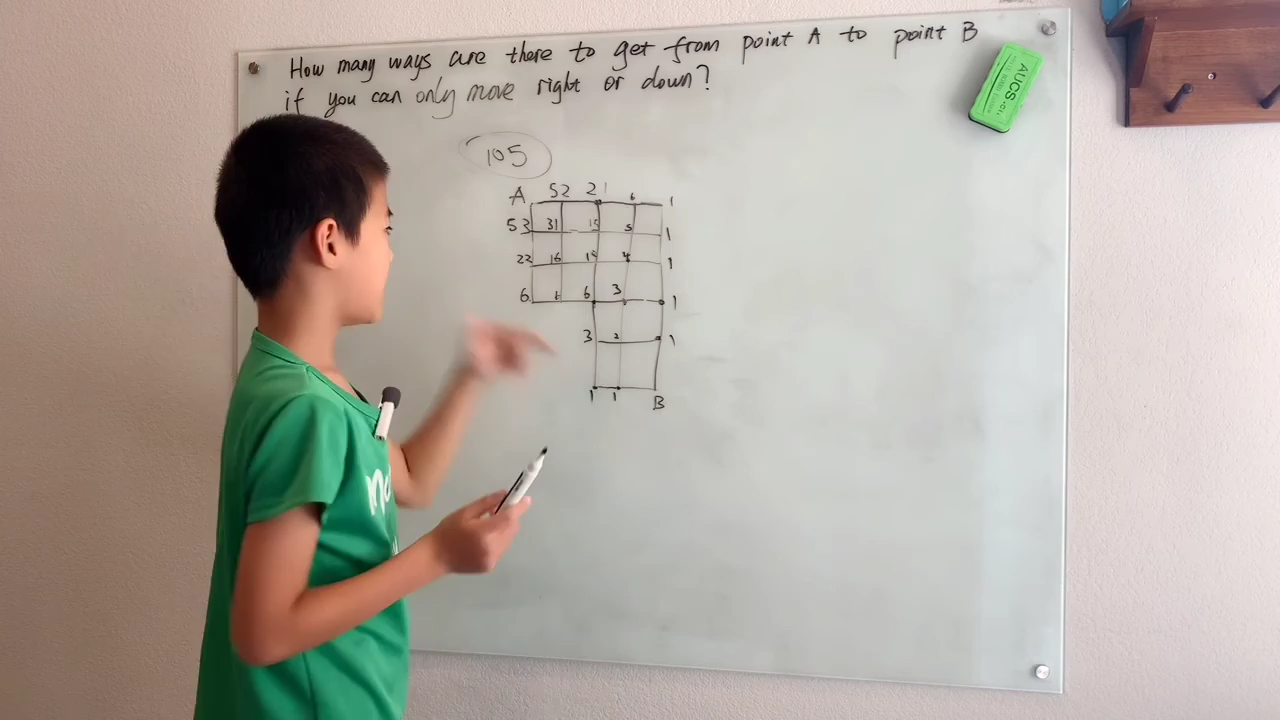 How many ways are there to get from point A to point B
if you can only move right or down?
AUCS
105
A 52 21 6 1
53 31 15 5 1
22 16 10 4 1
6 6 6 3 1
3 2 1
1 1 B